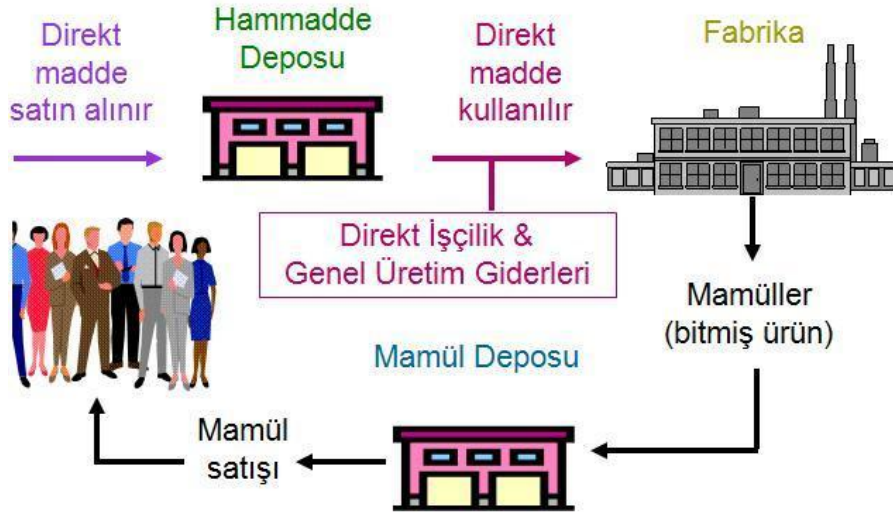 Direkt
madde
satın alınır
Hammadde
Deposu
Direkt
madde
kullanılır
Fabrika
Direkt İşçilik &
Genel Üretim Giderleri
Mamüller
(bitmiş ürün)
Mamül Deposu
Mamül
satışı